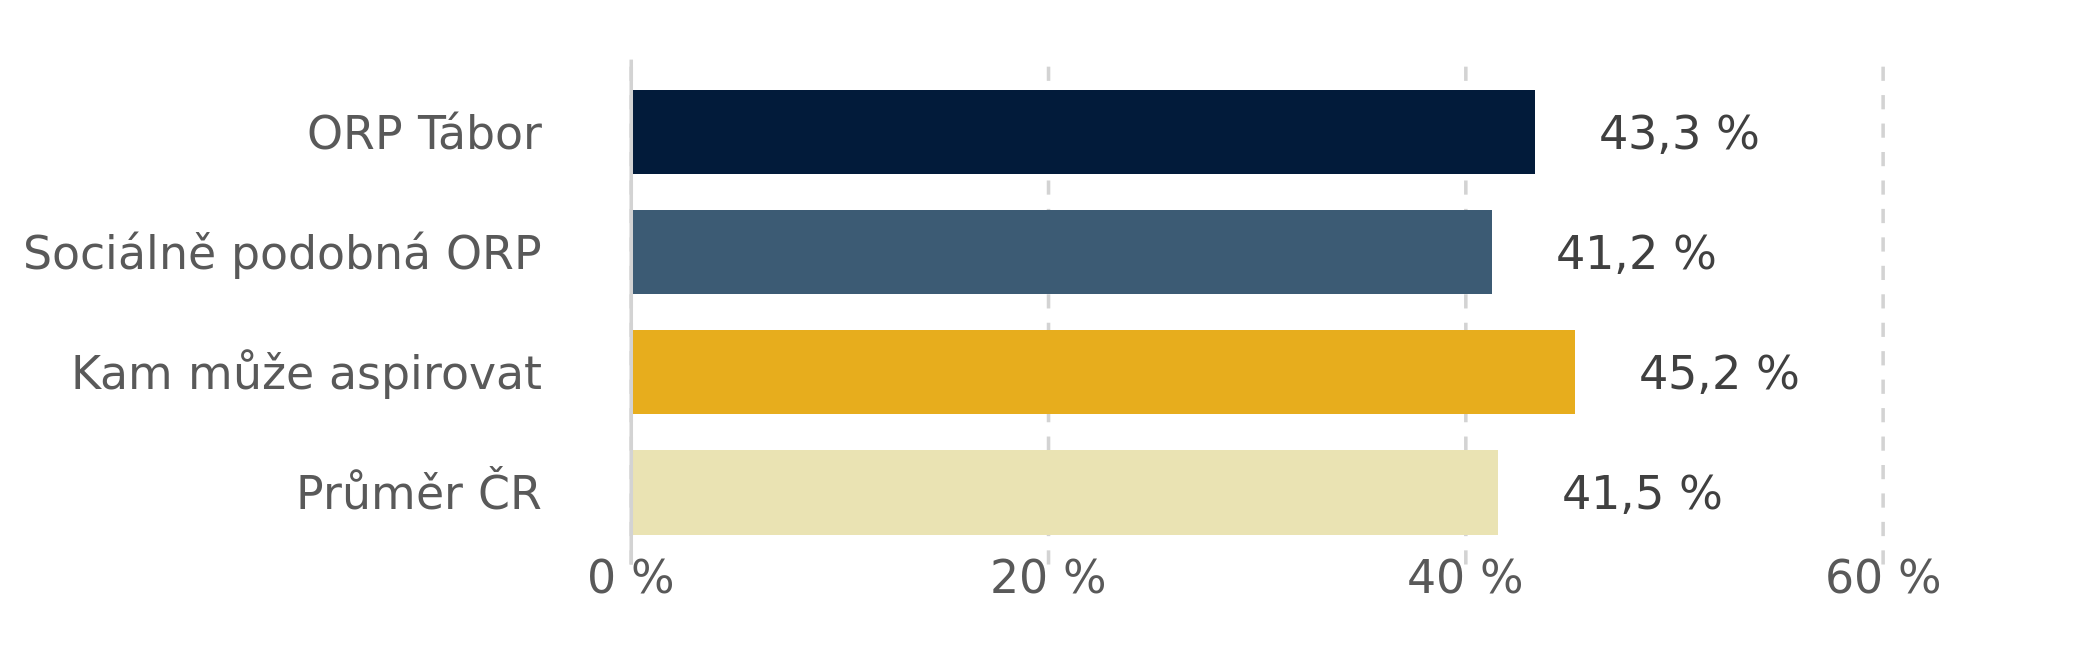 ORP Tábor 43,3 %
Sociálně podobná ORP 41,2 %
Kam může aspirovat 45,2 %
Průměr ČR 41,5 %
0 % 20 % 40 % 60 %